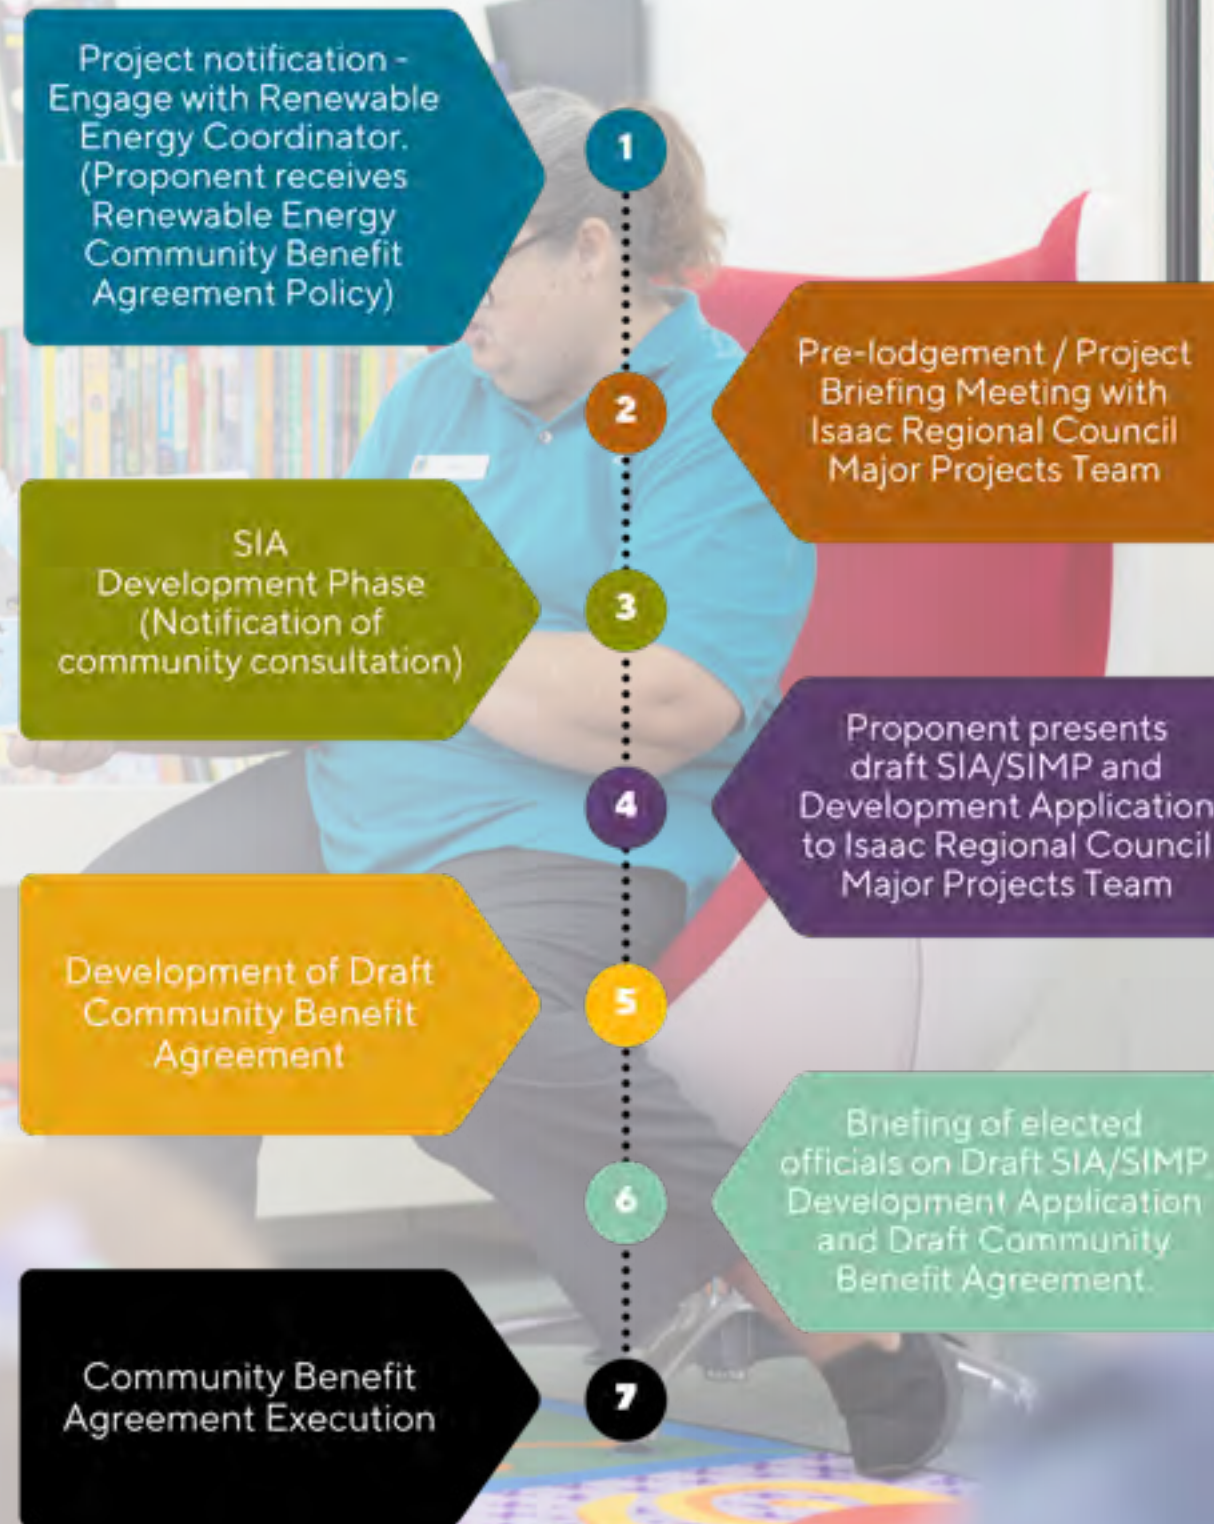 Project notification -
Engage with Renewable
Energy Coordinator.
(Proponent receives
Renewable Energy
Community Benefit
Agreement Policy)
1
Pre-lodgement / Project
Briefing Meeting with
Isaac Regional Council
Major Projects Team
2
SIA
Development Phase
(Notification of
community consultation)
3
Proponent presents
draft SIA/SIMP and
Development Application
to Isaac Regional Council
Major Projects Team
4
Development of Draft
Community Benefit
Agreement
5
Briefing of elected
officials on Draft SIA/SIMP,
Development Application
and Draft Community
Benefit Agreement.
6
Community Benefit
Agreement Execution
7